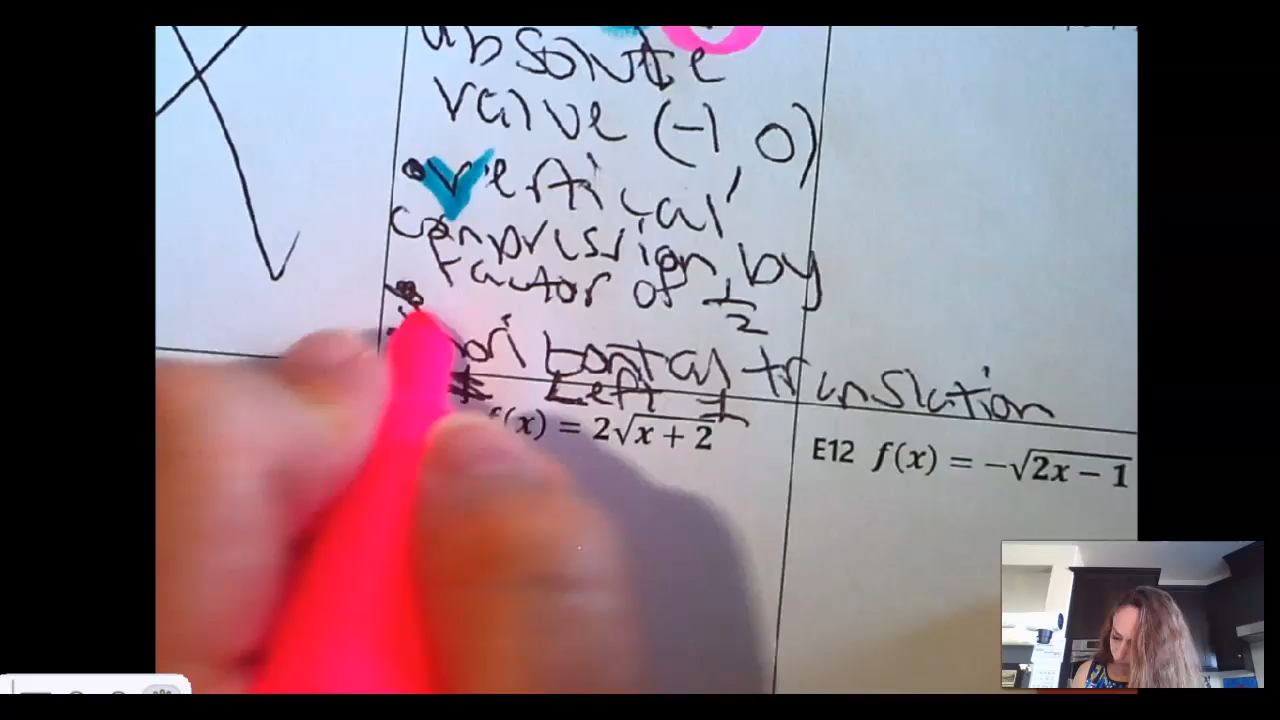 absolute
value (-1, 0)
• vertical
compression by
factor of 1/2
horizontal translation
Left 1
f(x) = 2√x + 2
E12 f(x) = -√2x - 1